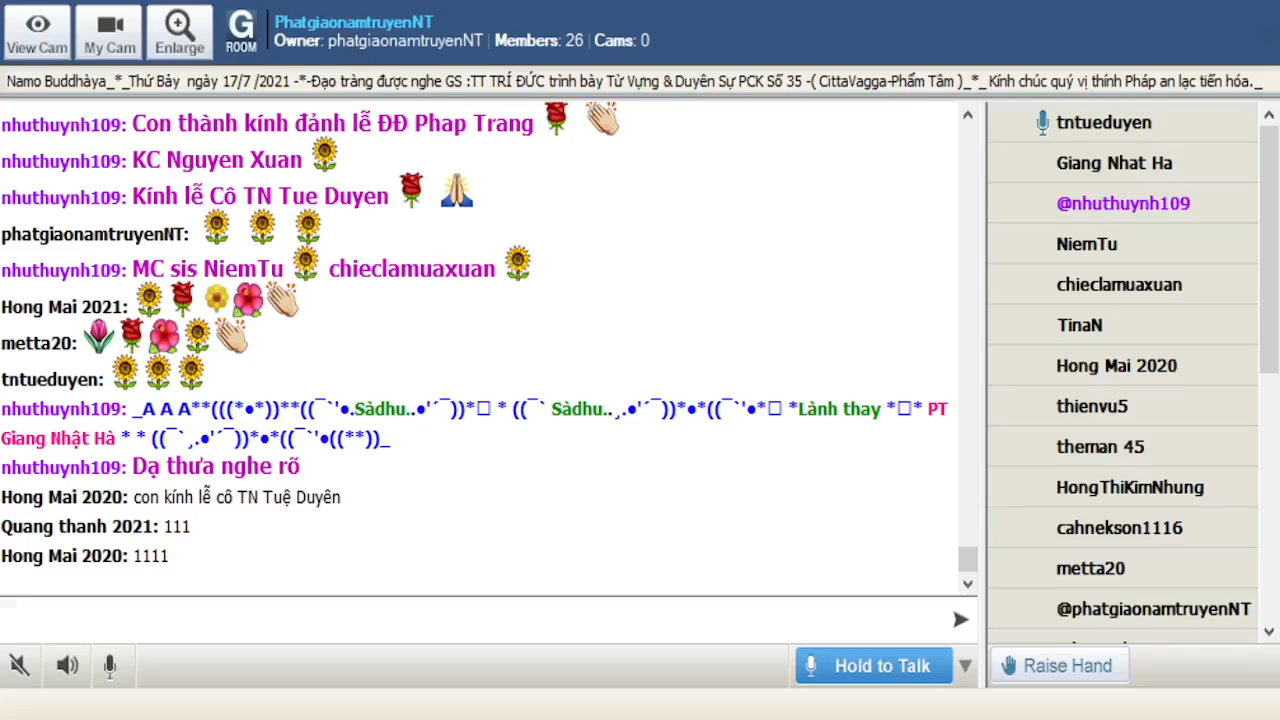 View Cam
My Cam
Enlarge
G
ROOM
PhatgiaonamtruyenNT
Owner: phatgiaonamtruyenNT | Members: 26 | Cams: 0
Namo Buddhàya_*_Thứ Bảy ngày 17/7 /2021 -*-Đạo tràng được nghe GS :TT TRÍ ĐỨC trình bày Từ Vựng & Duyên Sự PCK Số 35 -( CittaVagga-Phẩm Tâm )_*_ Kính chúc quý vị thính Pháp an lạc tiến hóa._
nhuthuynh109: Con thành kính đảnh lễ ĐĐ Phap Trang
nhuthuynh109: KC Nguyen Xuan
nhuthuynh109: Kính lễ Cô TN Tue Duyen
phatgiaonamtruyenNT:
nhuthuynh109: MC sis NiemTu chieclamuaxuan
Hong Mai 2021:
metta20:
tntueduyen:
nhuthuynh109: _A A A**(((*•*))**((¯`'•.Sàdhu..•'´¯))*□ * ((¯` Sàdhu..¸.•'´¯))*•*((¯`'•*□ *Lành thay *□* PT
Giang Nhật Hà * * ((¯`¸.•'´¯))*•*((¯`'•((**))_
nhuthuynh109: Dạ thưa nghe rõ
Hong Mai 2020: con kính lễ cô TN Tuệ Duyên
Quang thanh 2021: 111
Hong Mai 2020: 1111
tntueduyen
Giang Nhat Ha
@nhuthuynh109
NiemTu
chieclamuaxuan
TinaN
Hong Mai 2020
thienvu5
theman 45
HongThiKimNhung
cahnekson1116
metta20
@phatgiaonamtruyenNT
Hold to Talk
Raise Hand